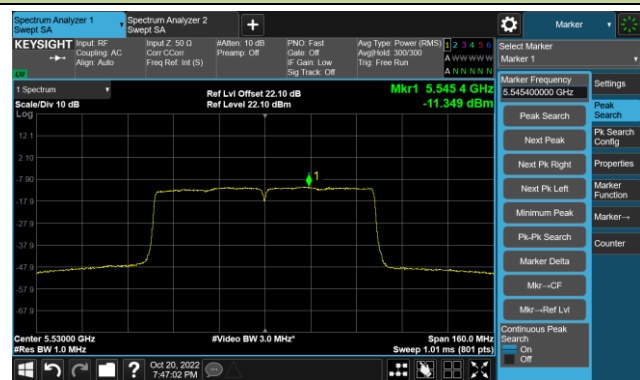 Spectrum Analyzer 1
Swept SA
Spectrum Analyzer 2
Swept SA
+
Marker
KEYSIGHT
Input: RF
Coupling: AC
Align: Auto
Input Z: 50 Ω
Corr CCorr
Freq Ref: Int (S)
#Atten: 10 dB
Preamp: Off
PNO: Fast
Gate: Off
IF Gain: Low
Sig Track: Off
Avg Type: Power (RMS)
Avg|Hold: 300/300
Trig: Free Run
1 2 3 4 5 6
A W W W W W
A N N N N N
LXI
Select Marker
Marker 1
1 Spectrum
Scale/Div 10 dB
Log
Ref Lvl Offset 22.10 dB
Ref Level 22.10 dBm
Mkr1 5.545 4 GHz
-11.349 dBm
12.1
2.10
-7.90
-17.9
-27.9
-37.9
-47.9
-57.9
-67.9
1
Center 5.53000 GHz
#Res BW 1.0 MHz
#Video BW 3.0 MHz*
Span 160.0 MHz
Sweep 1.01 ms (801 pts)
Marker Frequency
5.545400000 GHz
Peak Search
Next Peak
Next Pk Right
Next Pk Left
Minimum Peak
Pk-Pk Search
Marker Delta
Mkr→CF
Mkr→Ref Lvl
Continuous Peak
Search
On
Off
Settings
Peak
Search
Pk Search
Config
Properties
Marker
Function
Marker→
Counter
?
Oct 20, 2022
7:47:02 PM